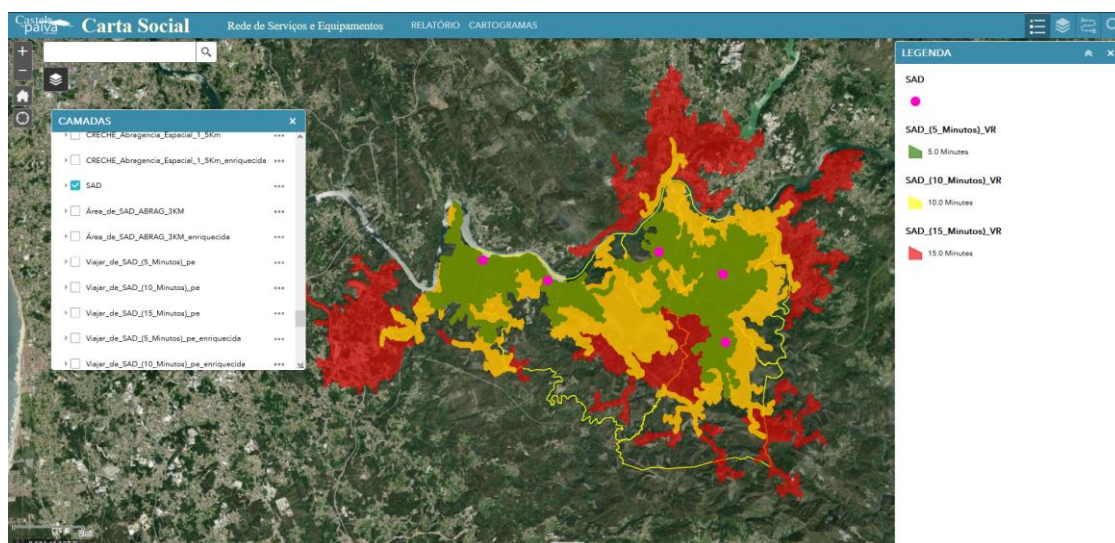 Castelo de paiva Carta Social Rede de Serviços e Equipamentos RELATÓRIO CARTOGRAMAS
CAMADAS
CRECHE_Abragencia_Espacial_1_5Km
CRECHE_Abragencia_Espacial_1_5Km_enriquecida
SAD
Área_de_SAD_ABRAG_3KM
Área_de_SAD_ABRAG_3KM_enriquecida
Viajar_de_SAD_(5_Minutos)_pe
Viajar_de_SAD_(10_Minutos)_pe
Viajar_de_SAD_(15_Minutos)_pe
Viajar_de_SAD_(5_Minutos)_pe_enriquecida
Viajar_de_SAD_(10_Minutos)_pe_enriquecida
LEGENDA
SAD
SAD_(5_Minutos)_VR
5.0 Minutes
SAD_(10_Minutos)_VR
10.0 Minutes
SAD_(15_Minutos)_VR
15.0 Minutes